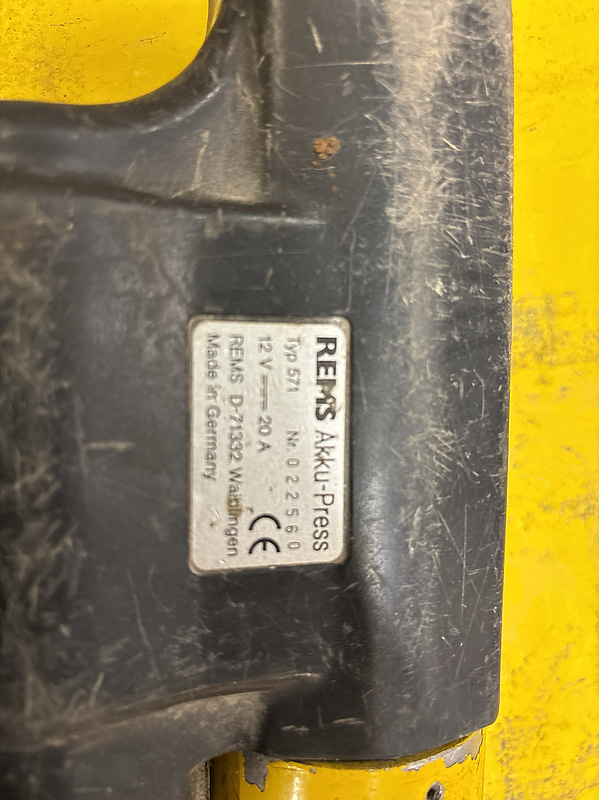 REMS Akku-Press
Typ 571 Nr. 022560
12 V 20 A
REMS D-71332 Waiblingen
Made in Germany
CE